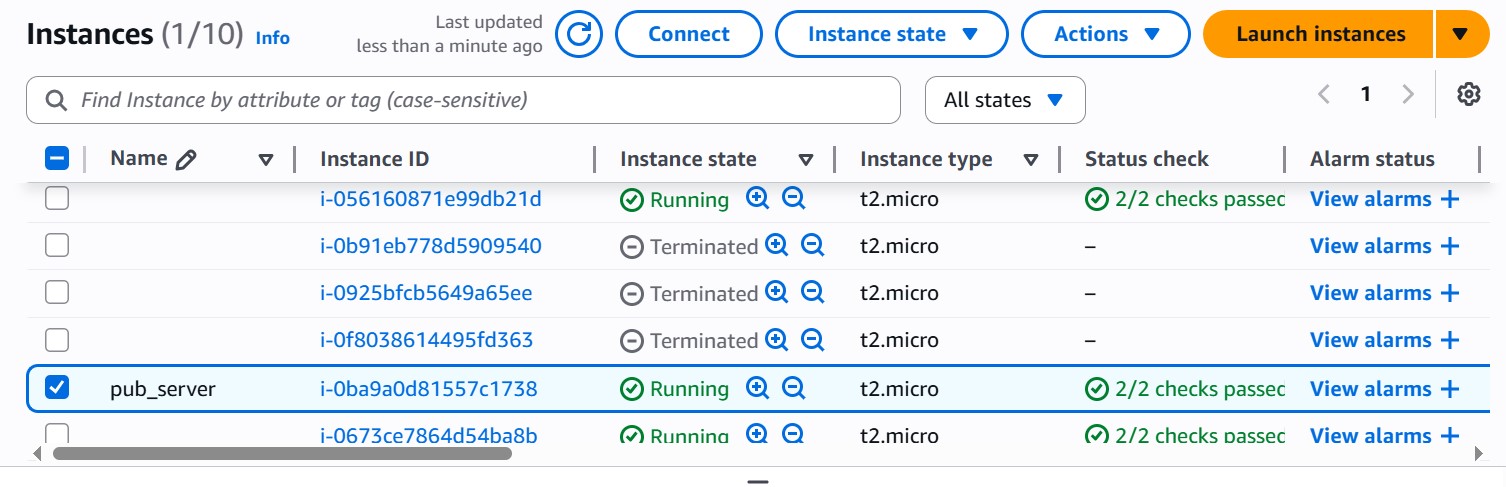 Instances (1/10) Info
Last updated
less than a minute ago
Connect
Instance state
Actions
Launch instances
Find Instance by attribute or tag (case-sensitive)
All states
1
Name Instance ID Instance state Instance type Status check Alarm status
i-056160871e99db21d Running t2.micro 2/2 checks passec View alarms +
i-0b91eb778d5909540 Terminated t2.micro – View alarms +
i-0925bfcb5649a65ee Terminated t2.micro – View alarms +
i-0f8038614495fd363 Terminated t2.micro – View alarms +
pub_server i-0ba9a0d81557c1738 Running t2.micro 2/2 checks passec View alarms +
i-0673ce7864d54ba8b Running t2.micro 2/2 checks passec View alarms +